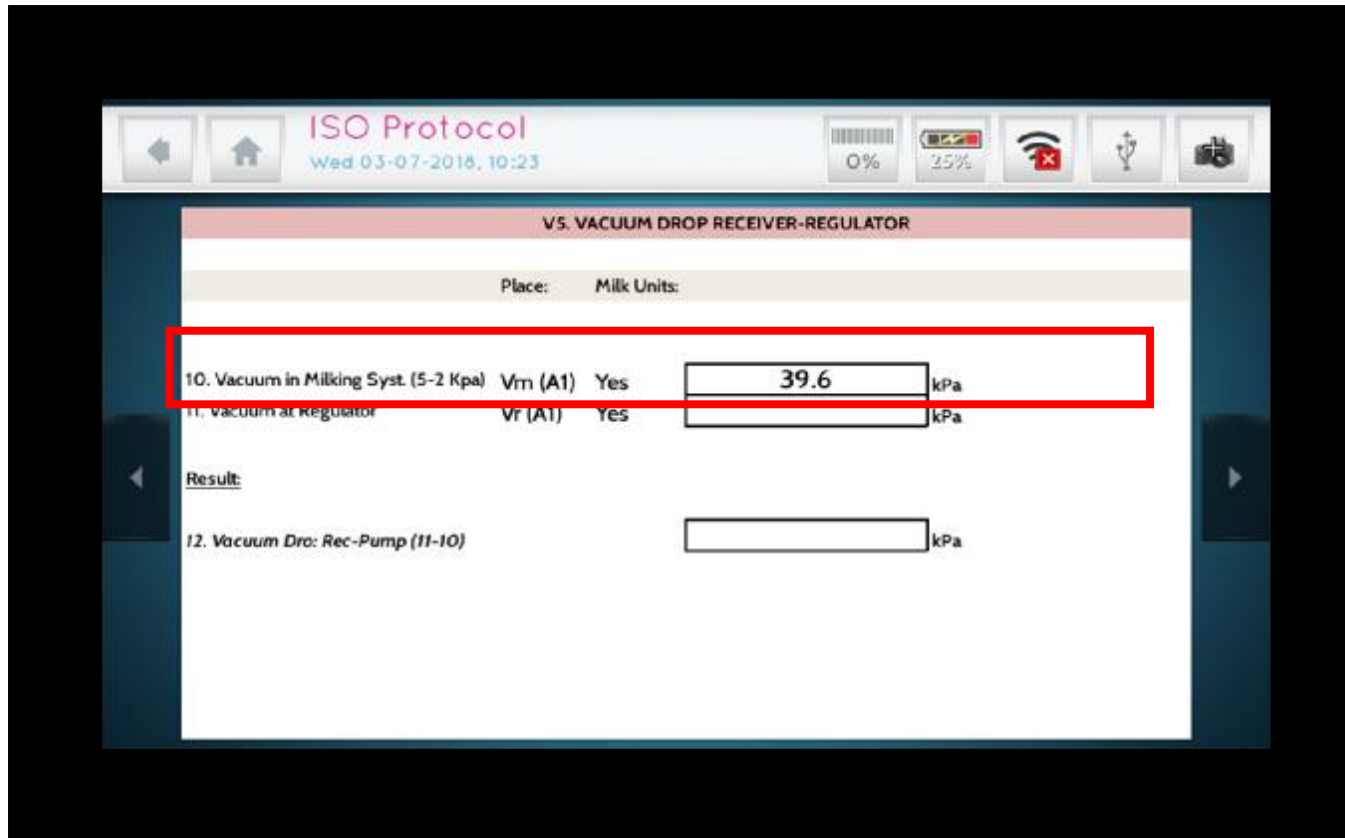 ISO Protocol
Wed 03-07-2018, 10:23
0%
25%
V5. VACUUM DROP RECEIVER-REGULATOR
Place: Milk Units:
10. Vacuum in Milking Syst. (5-2 Kpa) Vm (A1) Yes 39.6 kPa
11. Vacuum at Regulator Vr (A1) Yes kPa
Result:
12. Vacuum Dro: Rec-Pump (11-10) kPa